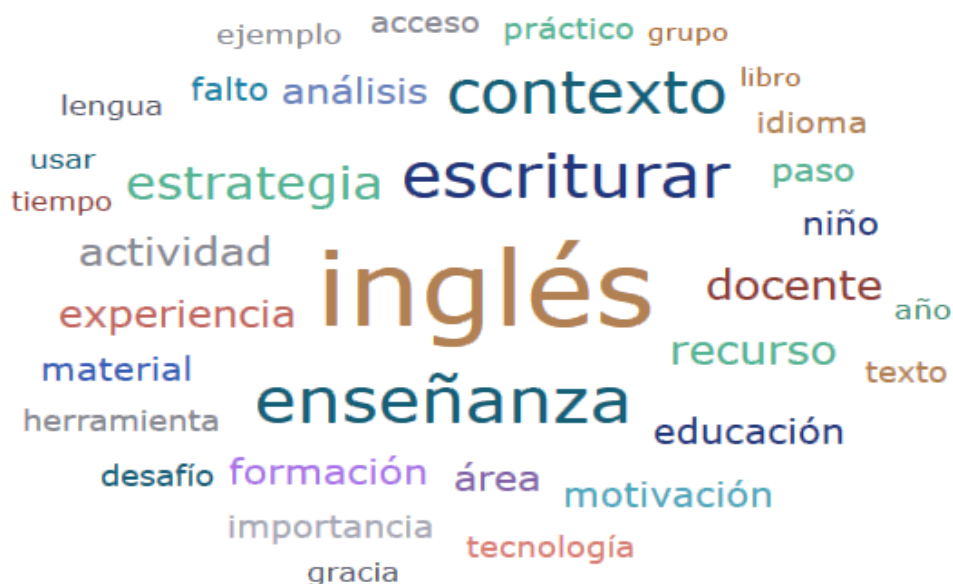 ejemplo acceso práctico grupo
falto análisis contexto libro
lengua idioma
usar estrategia escriturar paso
tiempo niño
actividad inglés docente
experiencia año
material recurso texto
herramienta enseñanza educación
desafío formación área motivación
importancia tecnología
gracia